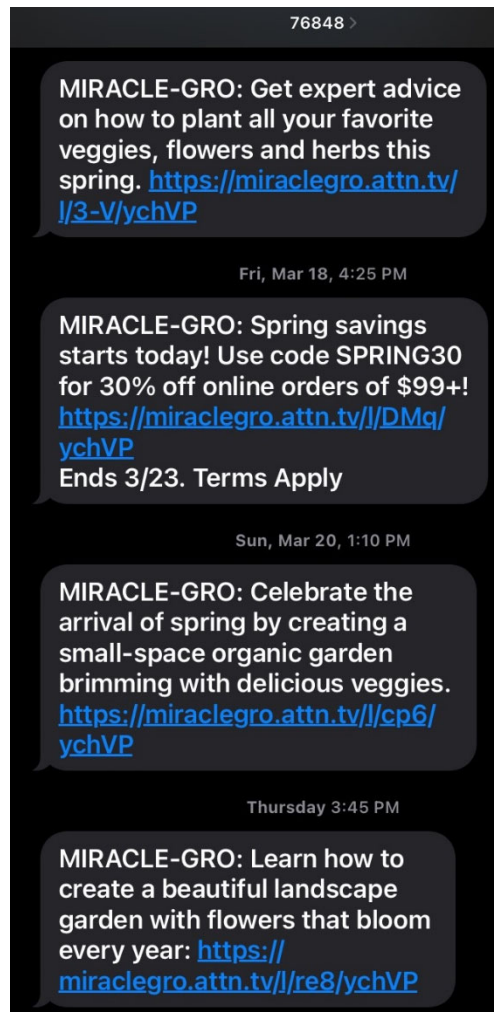 76848 >
MIRACLE-GRO: Get expert advice
on how to plant all your favorite
veggies, flowers and herbs this
spring. https://miraclegro.attn.tv/
l/3-V/ychVP
Fri, Mar 18, 4:25 PM
MIRACLE-GRO: Spring savings
starts today! Use code SPRING30
for 30% off online orders of $99+!
https://miraclegro.attn.tv/l/DMq/
ychVP
Ends 3/23. Terms Apply
Sun, Mar 20, 1:10 PM
MIRACLE-GRO: Celebrate the
arrival of spring by creating a
small-space organic garden
brimming with delicious veggies.
https://miraclegro.attn.tv/l/cp6/
ychVP
Thursday 3:45 PM
MIRACLE-GRO: Learn how to
create a beautiful landscape
garden with flowers that bloom
every year: https://
miraclegro.attn.tv/l/re8/ychVP